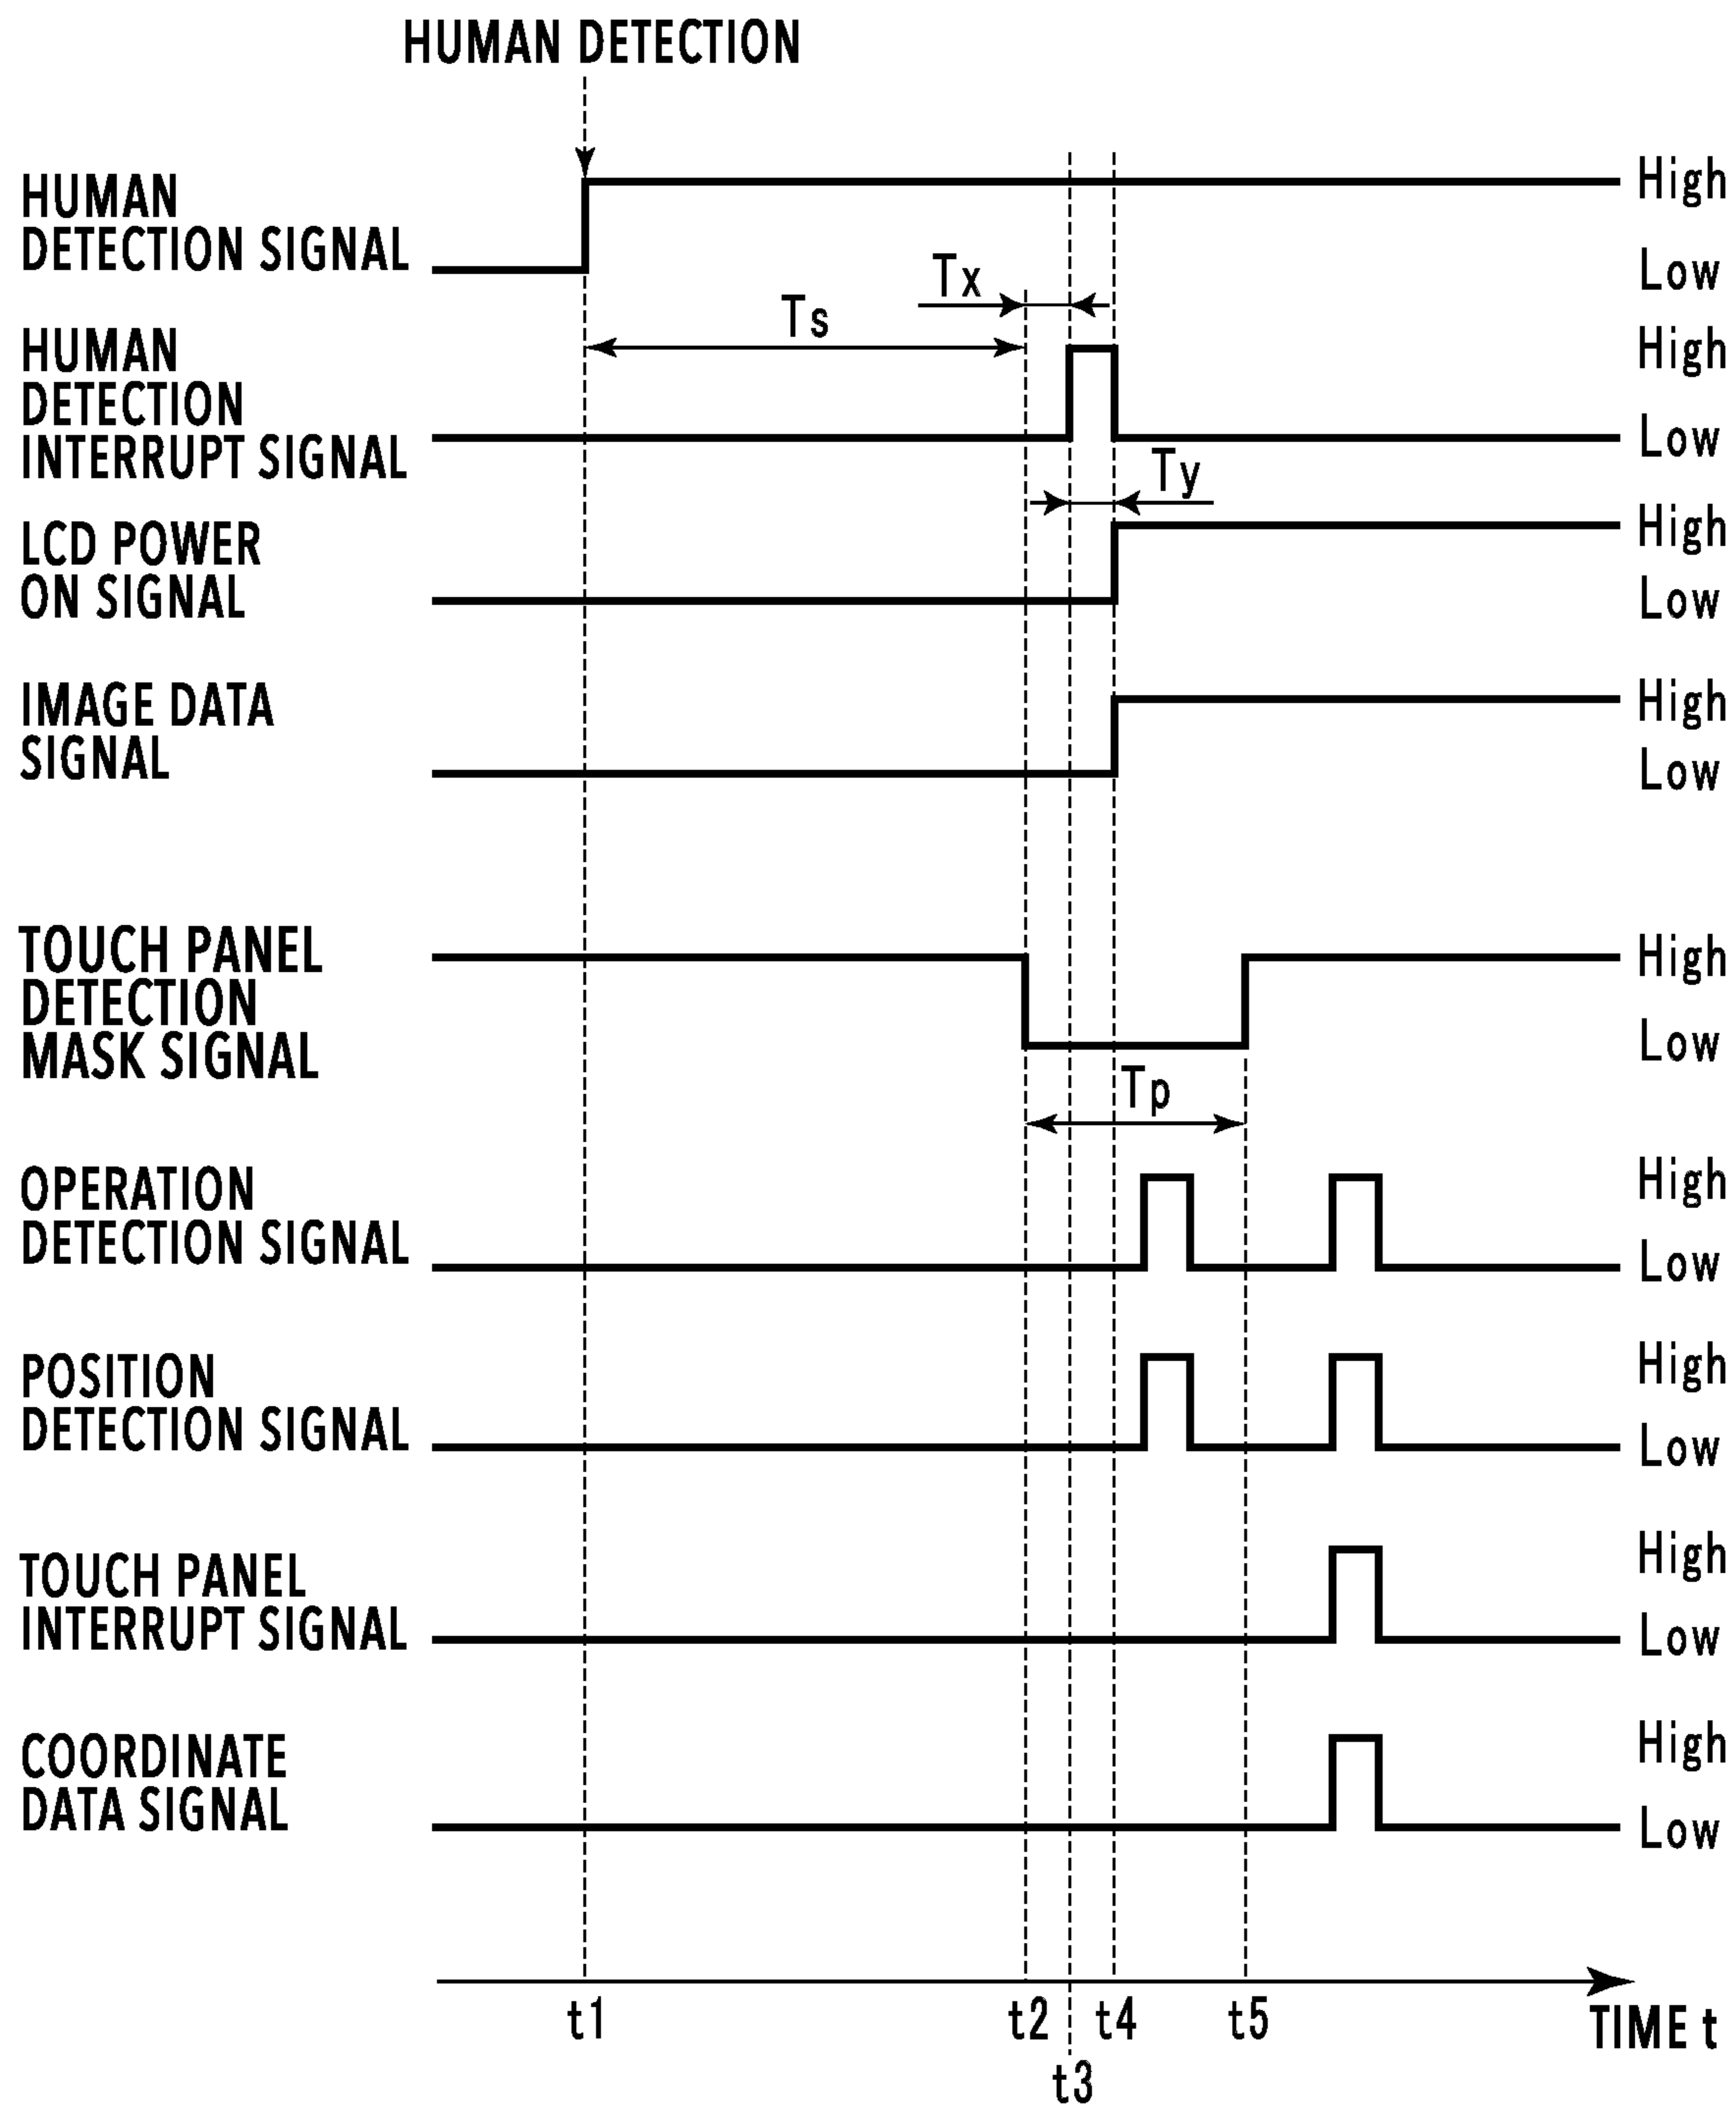 HUMAN DETECTION
HUMAN
DETECTION SIGNAL
High
Low
Tx
Ts
HUMAN
DETECTION
INTERRUPT SIGNAL
High
Low
Ty
LCD POWER
ON SIGNAL
High
Low
IMAGE DATA
SIGNAL
High
Low
TOUCH PANEL
DETECTION
MASK SIGNAL
High
Low
Tp
OPERATION
DETECTION SIGNAL
High
Low
POSITION
DETECTION SIGNAL
High
Low
TOUCH PANEL
INTERRUPT SIGNAL
High
Low
COORDINATE
DATA SIGNAL
High
Low
t1 t2 t4 t5
TIME t
t3